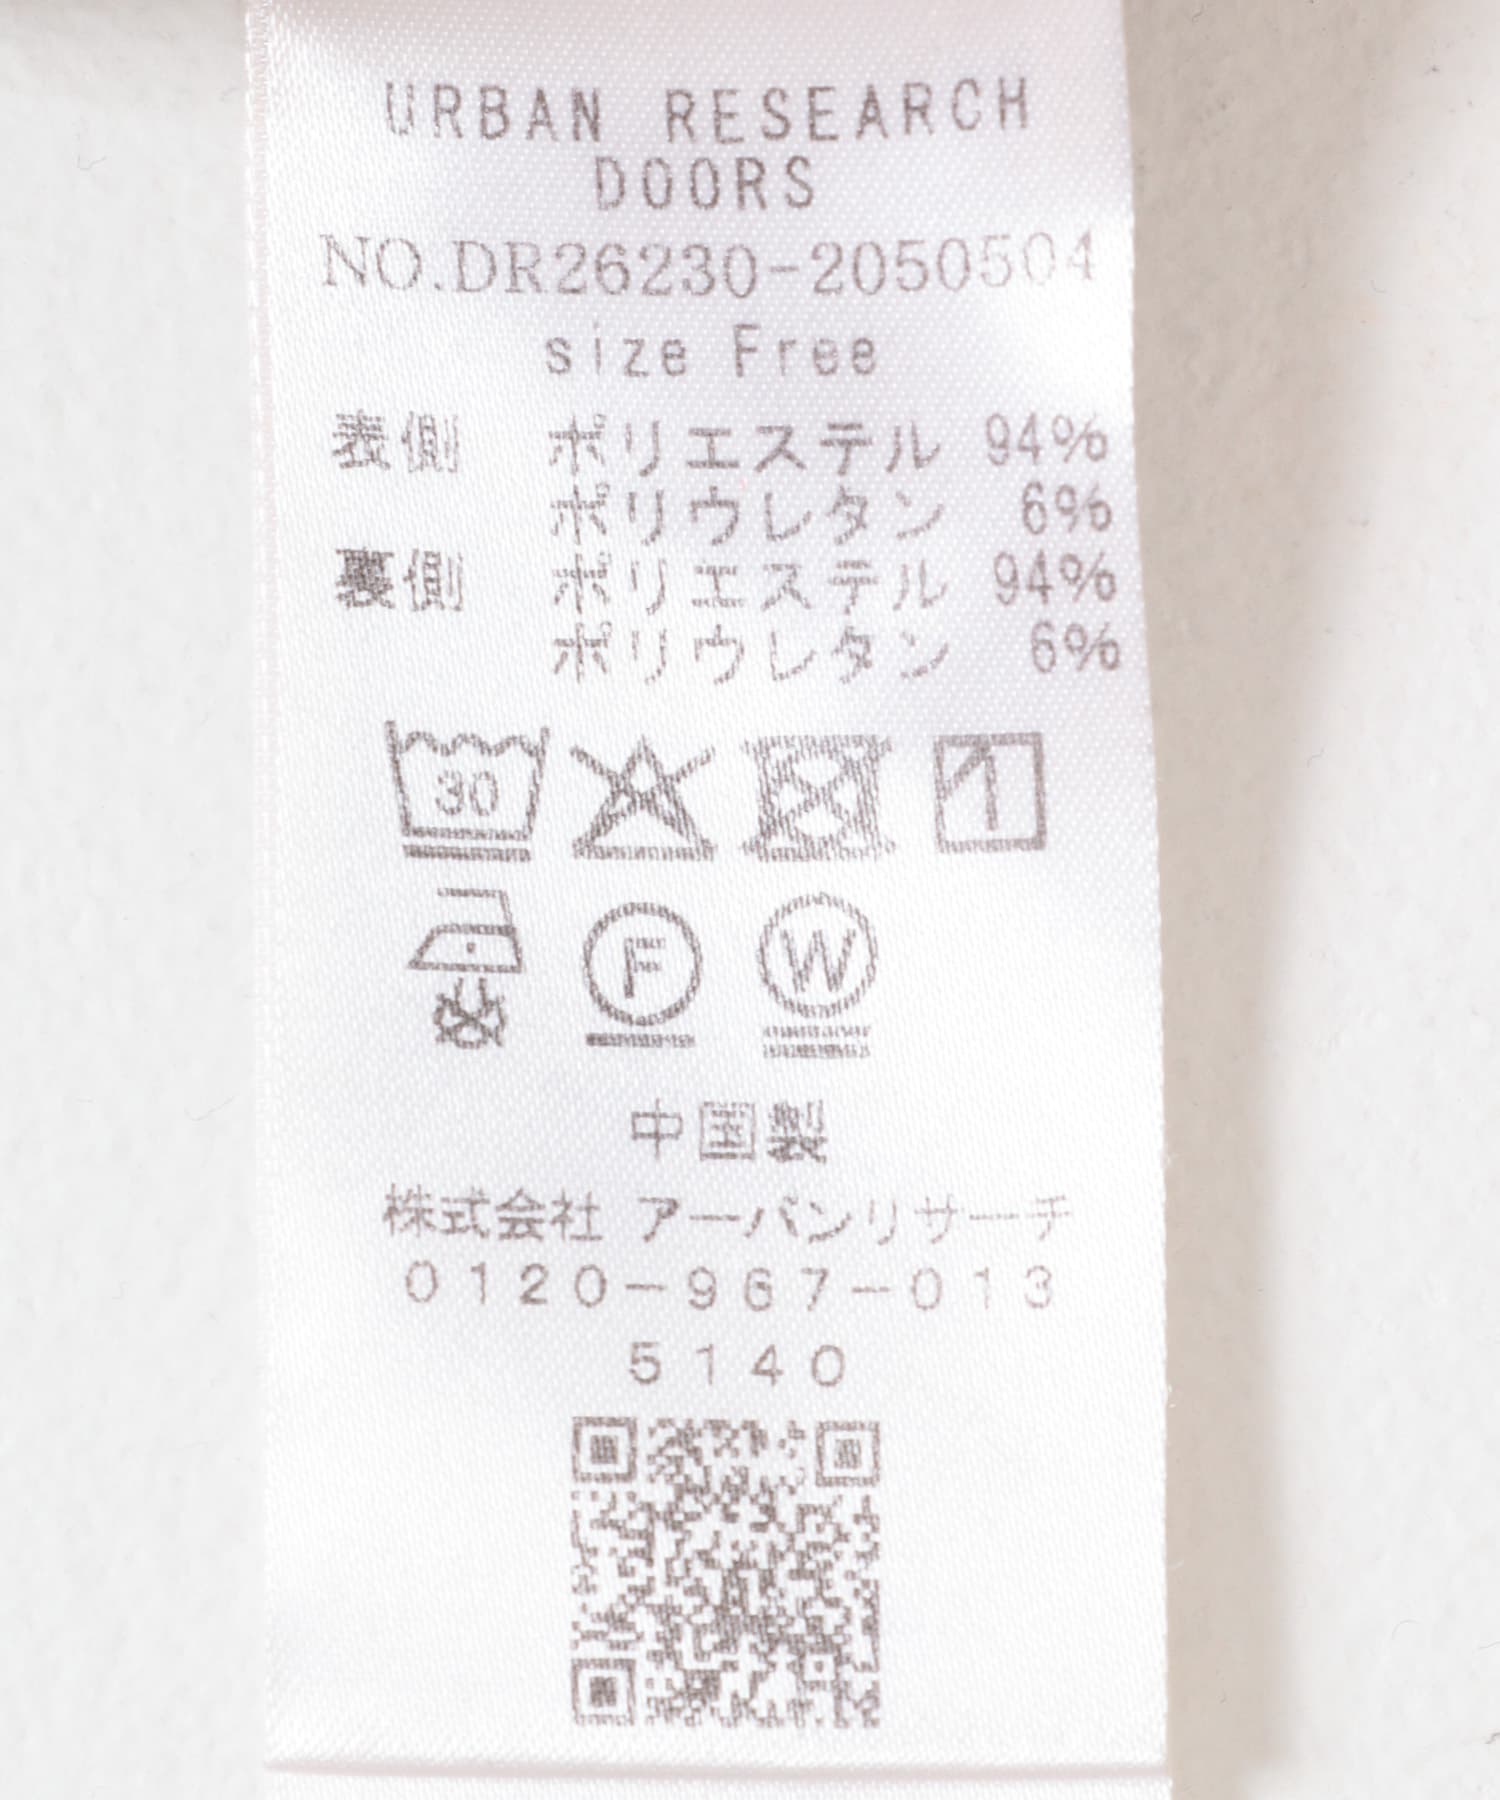 URBAN RESEARCH
DOORS
NO.DR26230-2050504
size Free
表側 ポリエステル 94%
ポリウレタン 6%
裏側 ポリエステル 94%
ポリウレタン 6%
30
F W
中国製
株式会社 アーバンリサーチ
0120-967-013
5140